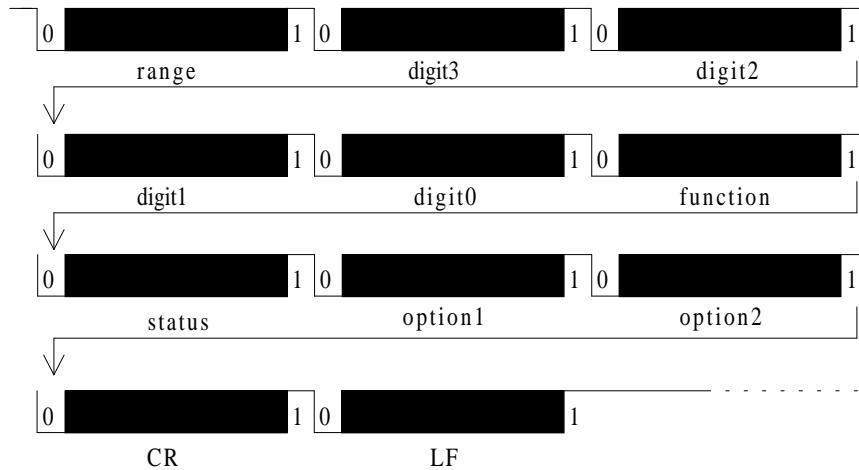 0 1 0 1 0 1
range digit3 digit2
0 1 0 1 0 1
digit1 digit0 function
0 1 0 1 0 1
status option1 option2
0 1 0 1
CR LF